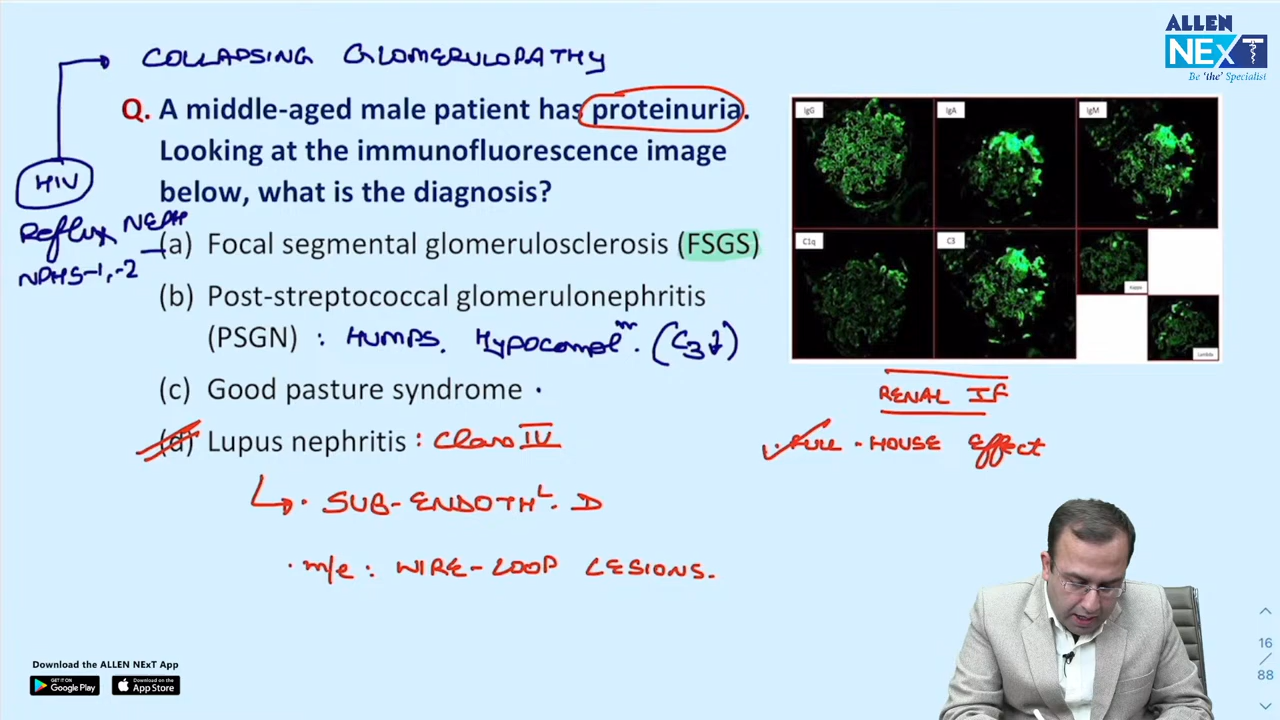 ALLEN
NExT
Be 'the' Specialist
COLLAPSING GLOMERULOPATHY
Q. A middle-aged male patient has proteinuria.
Looking at the immunofluorescence image
below, what is the diagnosis?
HIV
Reflux NEPH
NPHS-1,-2
(a) Focal segmental glomerulosclerosis (FSGS)
(b) Post-streptococcal glomerulonephritis
(PSGN) : HUMPS. Hypocompl^m. (C3↓)
(c) Good pasture syndrome
(d) Lupus nephritis : Class IV
SUB-ENDOTH^L. D
m/e : WIRE-LOOP LESIONS.
IgG IgA IgM
C1q C3 Kappa
Lambda
RENAL IF
FULL-HOUSE Effect
Download the ALLEN NExT App
GET IT ON Google Play Download on the App Store
16
/
88